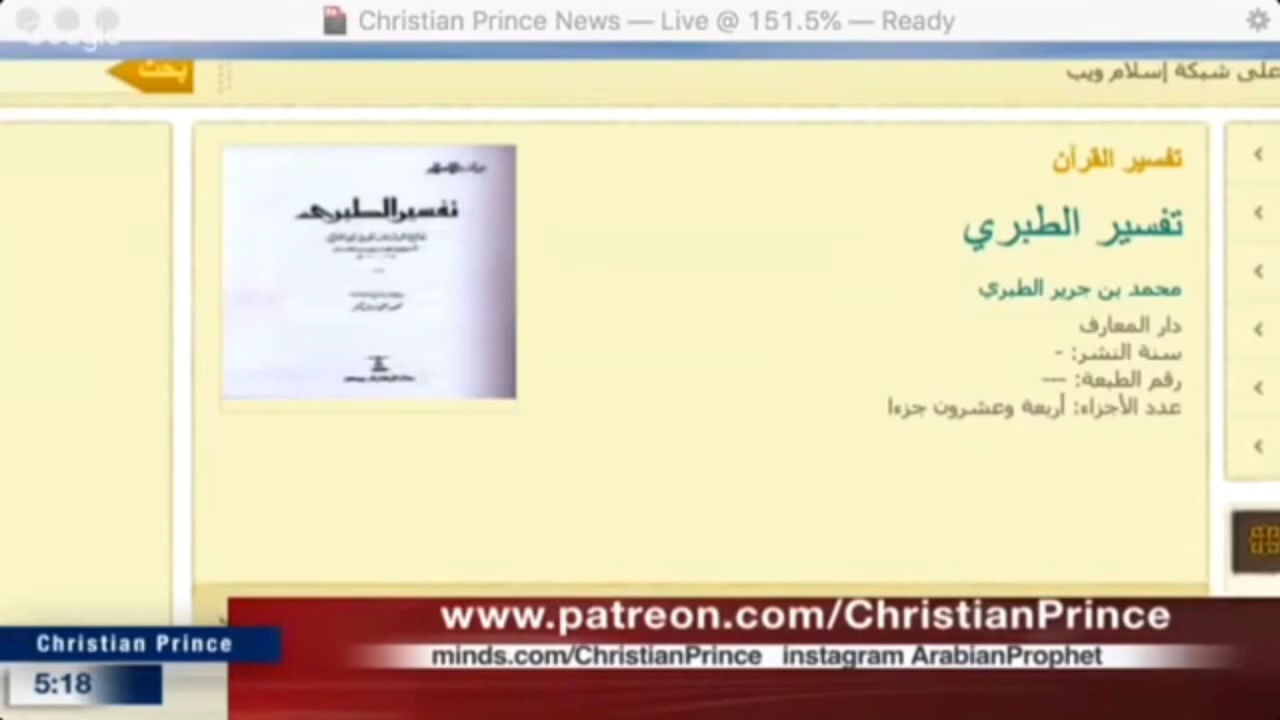 Christian Prince News — Live @ 151.5% — Ready
Google
على شبكة إسلام ويب
بحث
تفسير القرآن
تفسير الطبري
محمد بن جرير الطبري
دار المعارف
سنة النشر: -
رقم الطبعة: ---
عدد الأجزاء: أربعة وعشرون جزءا
تفسير الطبري
www.patreon.com/ChristianPrince
Christian Prince
minds.com/ChristianPrince instagram ArabianProphet
5:18